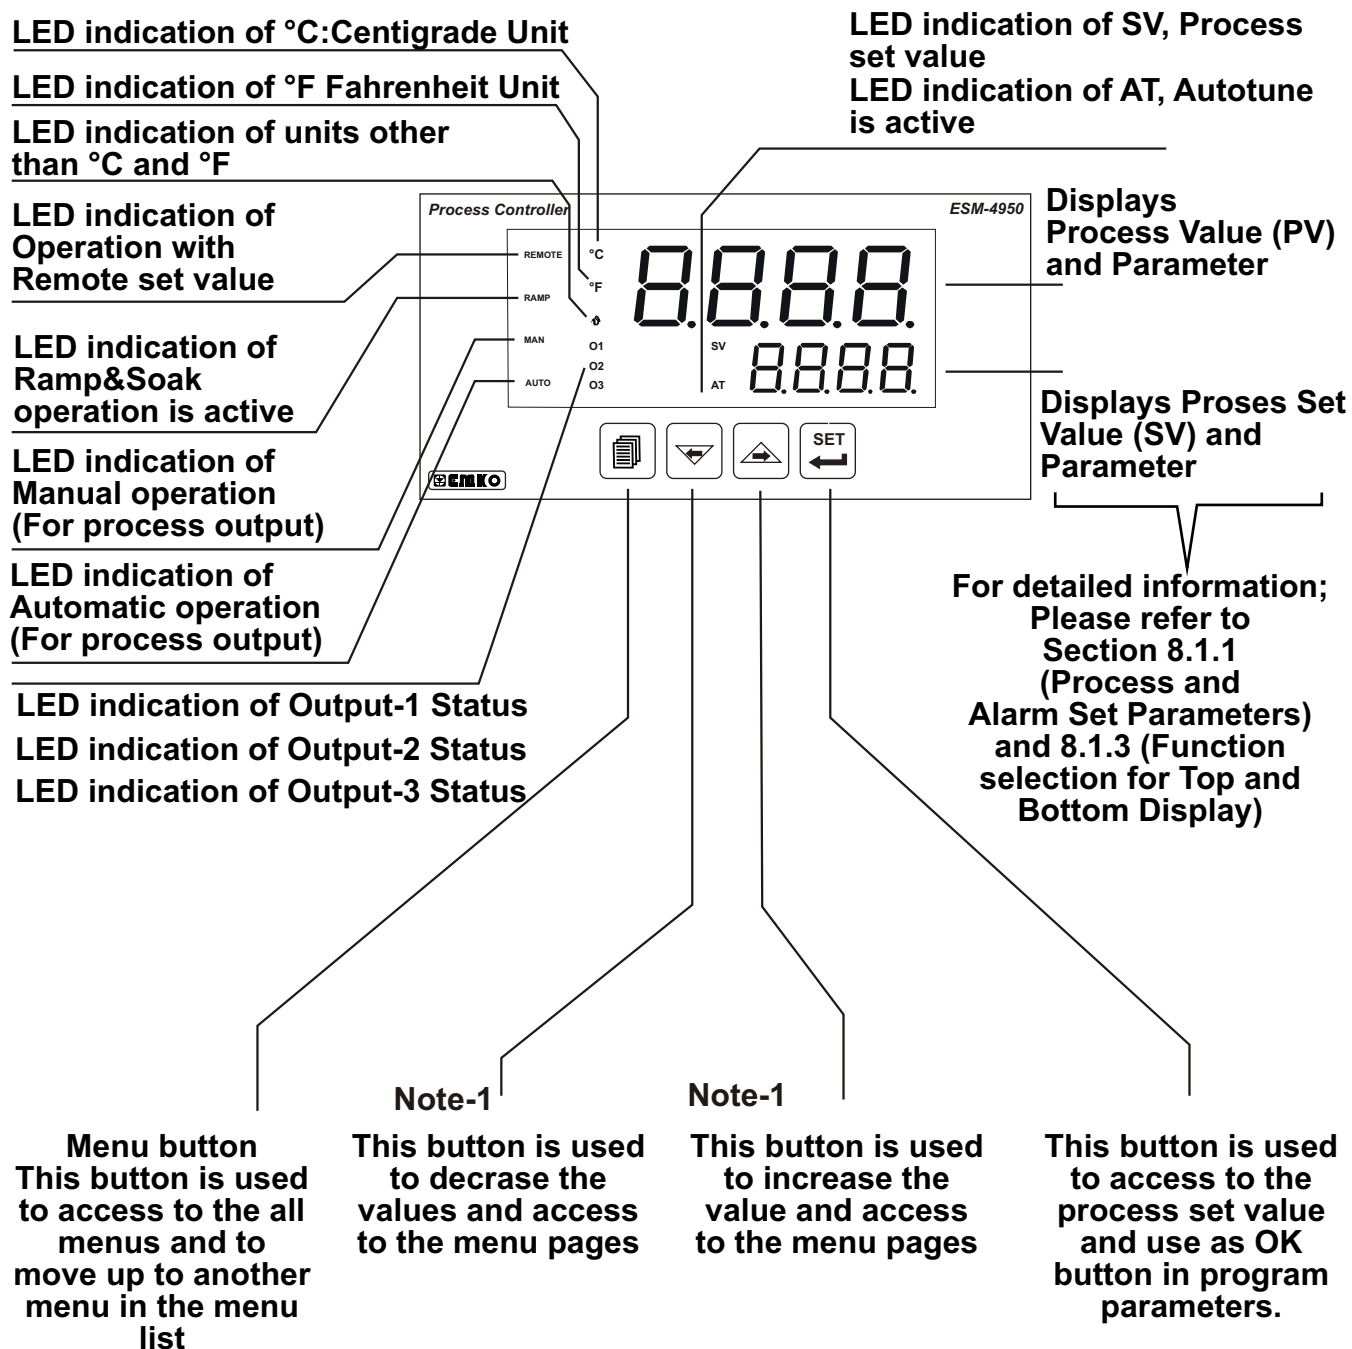 LED indication of °C:Centigrade Unit
LED indication of °F Fahrenheit Unit
LED indication of units other
than °C and °F
LED indication of
Operation with
Remote set value
LED indication of
Ramp&Soak
operation is active
LED indication of
Manual operation
(For process output)
LED indication of
Automatic operation
(For process output)
LED indication of Output-1 Status
LED indication of Output-2 Status
LED indication of Output-3 Status
LED indication of SV, Process
set value
LED indication of AT, Autotune
is active
Process Controller
ESM-4950
REMOTE
RAMP
MAN
AUTO
°C
°F
O1
O2
O3
8.8.8.8.
SV
AT
8.8.8.8.
SET
EMKO
Displays
Process Value (PV)
and Parameter
Displays Proses Set
Value (SV) and
Parameter
For detailed information;
Please refer to
Section 8.1.1
(Process and
Alarm Set Parameters)
and 8.1.3 (Function
selection for Top and
Bottom Display)
Menu button
This button is used
to access to the all
menus and to
move up to another
menu in the menu
list
Note-1
This button is used
to decrase the
values and access
to the menu pages
Note-1
This button is used
to increase the
value and access
to the menu pages
This button is used
to access to the
process set value
and use as OK
button in program
parameters.